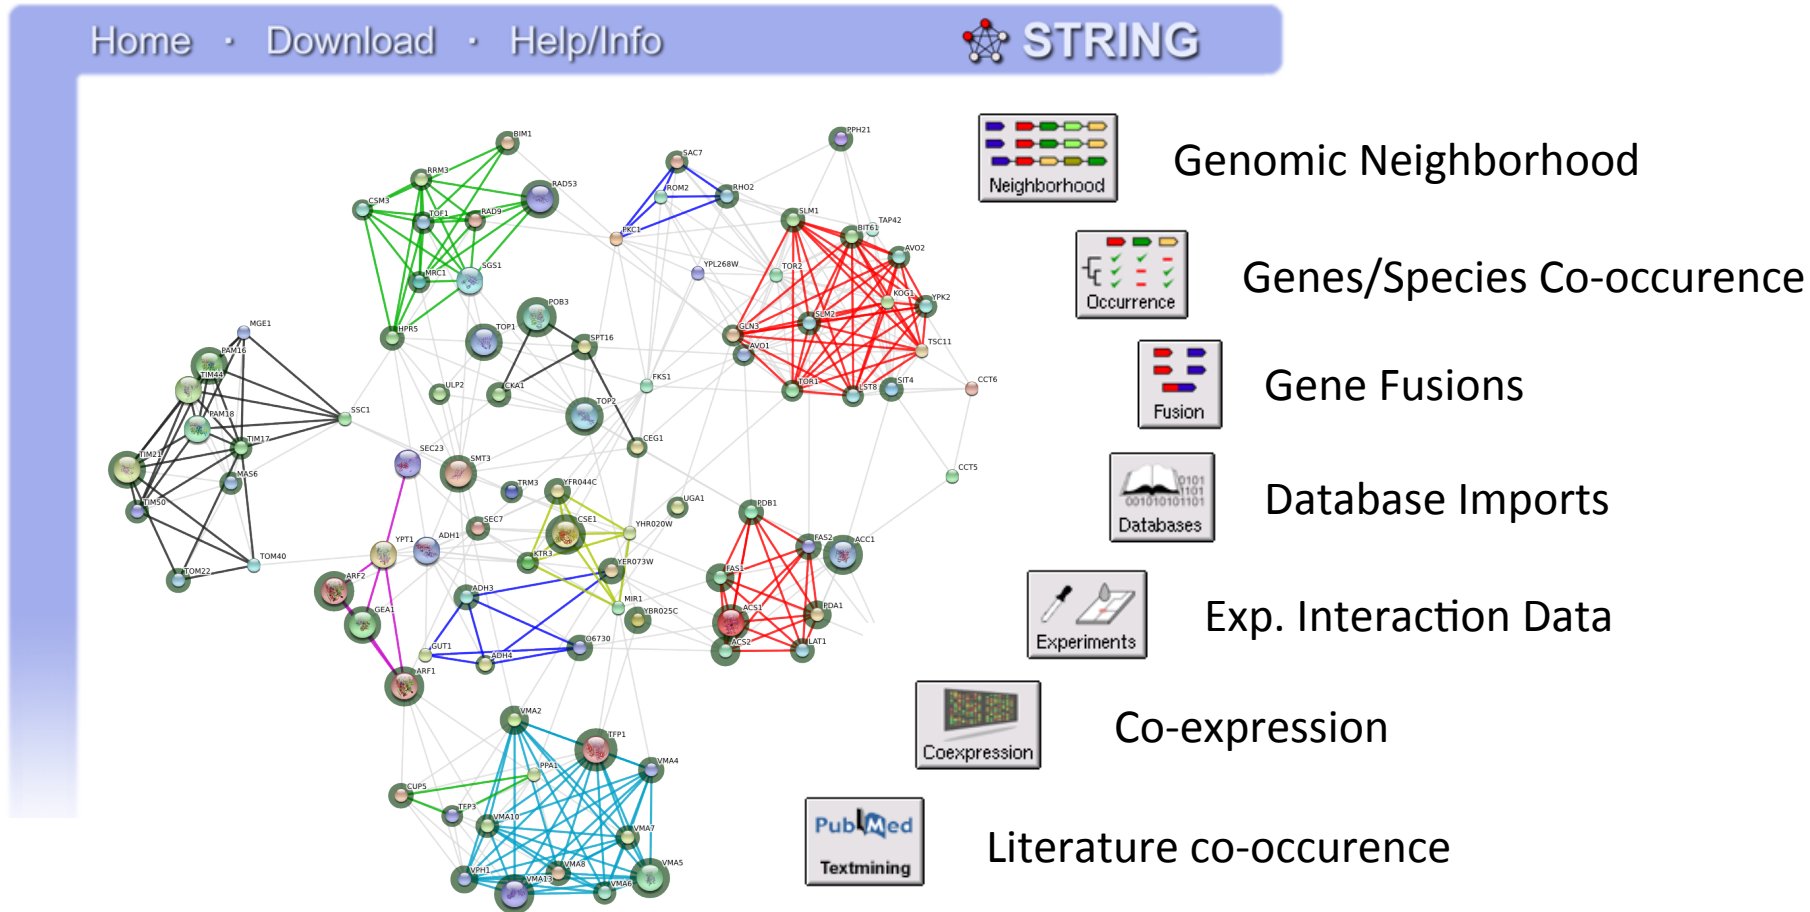 Home · Download · Help/Info
STRING
BIM1
PPH21
SAC7
RRM3
RAD53
ROM2
RHO2
CSM3
TOF1
RAD9
SLM1
TAP42
PKC1
BIT61
AVO2
MRC1
SGS1
YPL268W
TOR2
KOG1
YPK2
POB3
MGE1
HPR5
TOP1
SPT16
GLN3
SLM2
PAM16
AVO1
TSC11
TIM44
ULP2
CKA1
FKS1
TOR1
LST8
SIT4
CCT6
PAM18
SSC1
TOP2
TIM17
CEG1
TIM21
MAS6
SEC23
SMT3
CCT5
TIM50
TRM3
YFR044C
UGA1
PDB1
SEC7
CSE1
YHR020W
YPT1
ADH1
FAS2
ACC1
TOM40
KTR3
TOM22
YER073W
FAS1
ARF2
ADH3
MIR1
ACS1
PDA1
GEA1
YBR025C
GUT1
ADH4
O6730
ACS2
LAT1
ARF1
VMA2
TFP1
PPA1
VMA4
CUP5
TFP3
VMA10
VMA7
VPH1
VMA8
VMA5
VMA13
VMA6
Neighborhood
Genomic Neighborhood
Occurrence
Genes/Species Co-occurence
Fusion
Gene Fusions
0101
1101
001010101101
Databases
Database Imports
Experiments
Exp. Interaction Data
Coexpression
Co-expression
PubMed
Textmining
Literature co-occurence